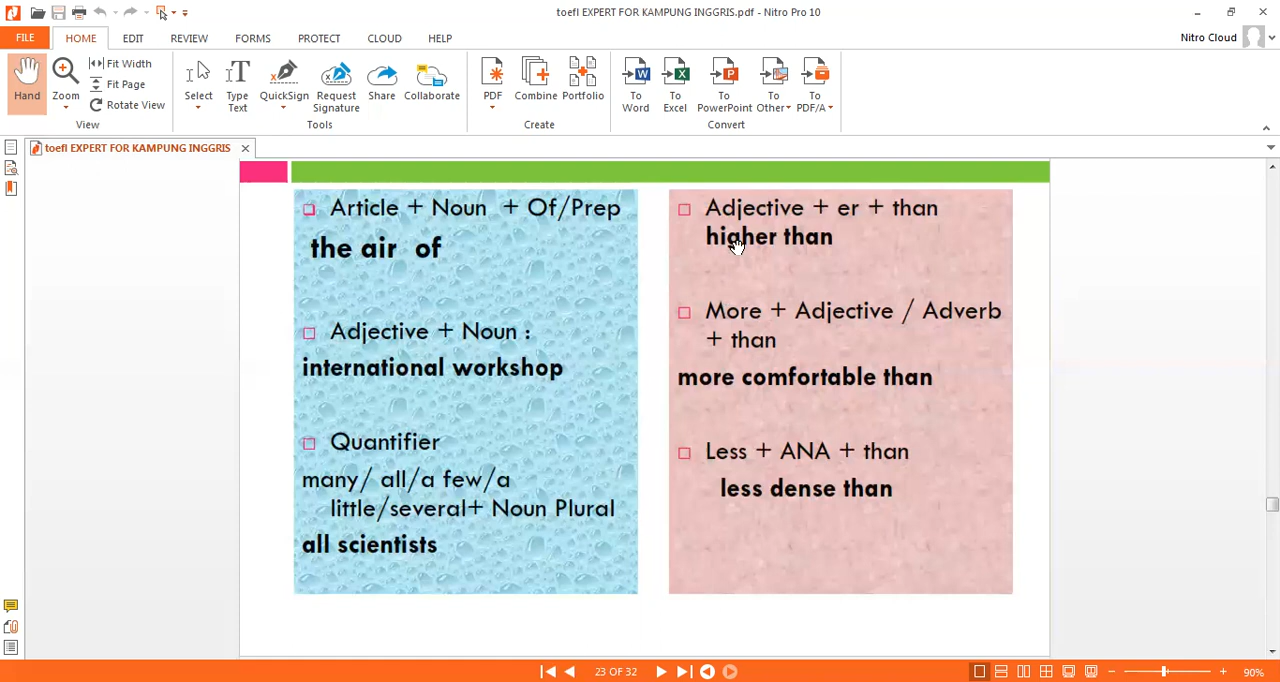 toefl EXPERT FOR KAMPUNG INGGRIS.pdf - Nitro Pro 10
FILE
HOME
EDIT
REVIEW
FORMS
PROTECT
CLOUD
HELP
Nitro Cloud
Hand
Zoom
Fit Width
Fit Page
Rotate View
View
Select
Type
Text
QuickSign
Request
Signature
Share
Collaborate
Tools
PDF
Combine
Portfolio
Create
To
Word
To
Excel
To
PowerPoint
To
Other
To
PDF/A
Convert
toefl EXPERT FOR KAMPUNG INGGRIS
Article + Noun + Of/Prep
the air of
Adjective + Noun :
international workshop
Quantifier
many/ all/a few/a
little/several+ Noun Plural
all scientists
Adjective + er + than
higher than
More + Adjective / Adverb
+ than
more comfortable than
Less + ANA + than
less dense than
23 OF 32
90%